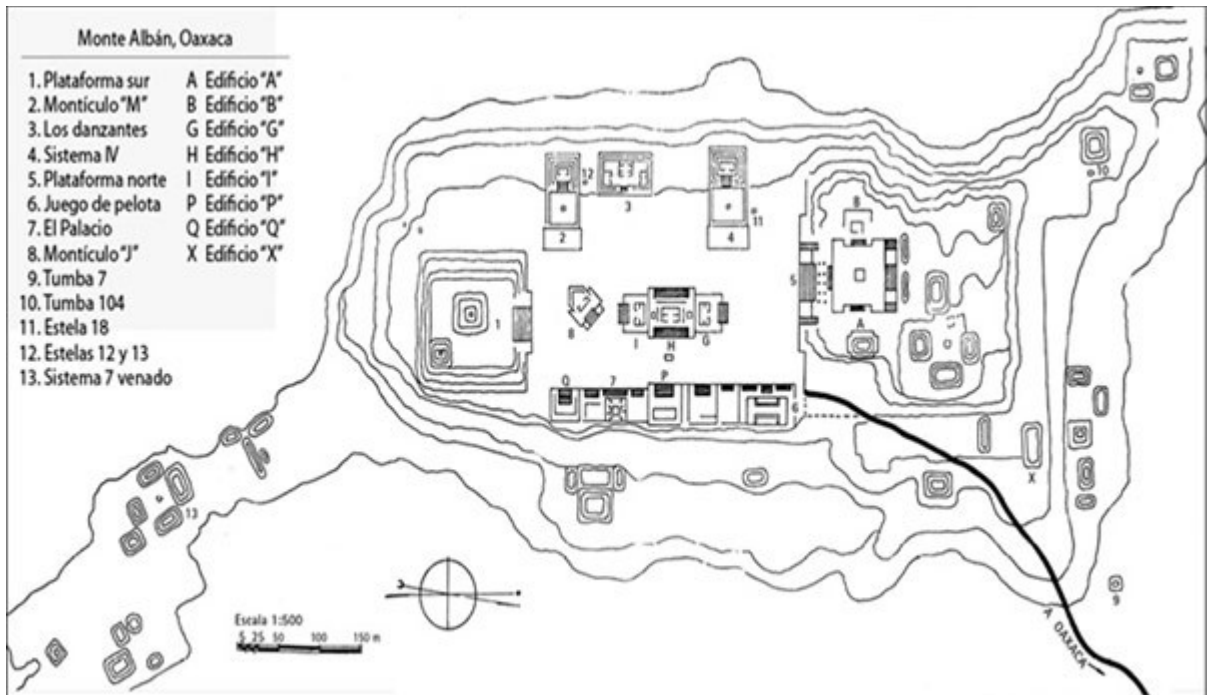 Monte Albán, Oaxaca
1. Plataforma sur A Edificio "A"
2. Montículo "M" B Edificio "B"
3. Los danzantes G Edificio "G"
4. Sistema IV H Edificio "H"
5. Plataforma norte I Edificio "I"
6. Juego de pelota P Edificio "P"
7. El Palacio Q Edificio "Q"
8. Montículo "J" X Edificio "X"
9. Tumba 7
10. Tumba 104
11. Estela 18
12. Estelas 12 y 13
13. Sistema 7 venado
10
12
3
B
11
2
4
5
1
8
I
H
G
A
P
Q
7
6
X
13
9
Escala 1:500
5 25 50 100 150 m
A OAXACA